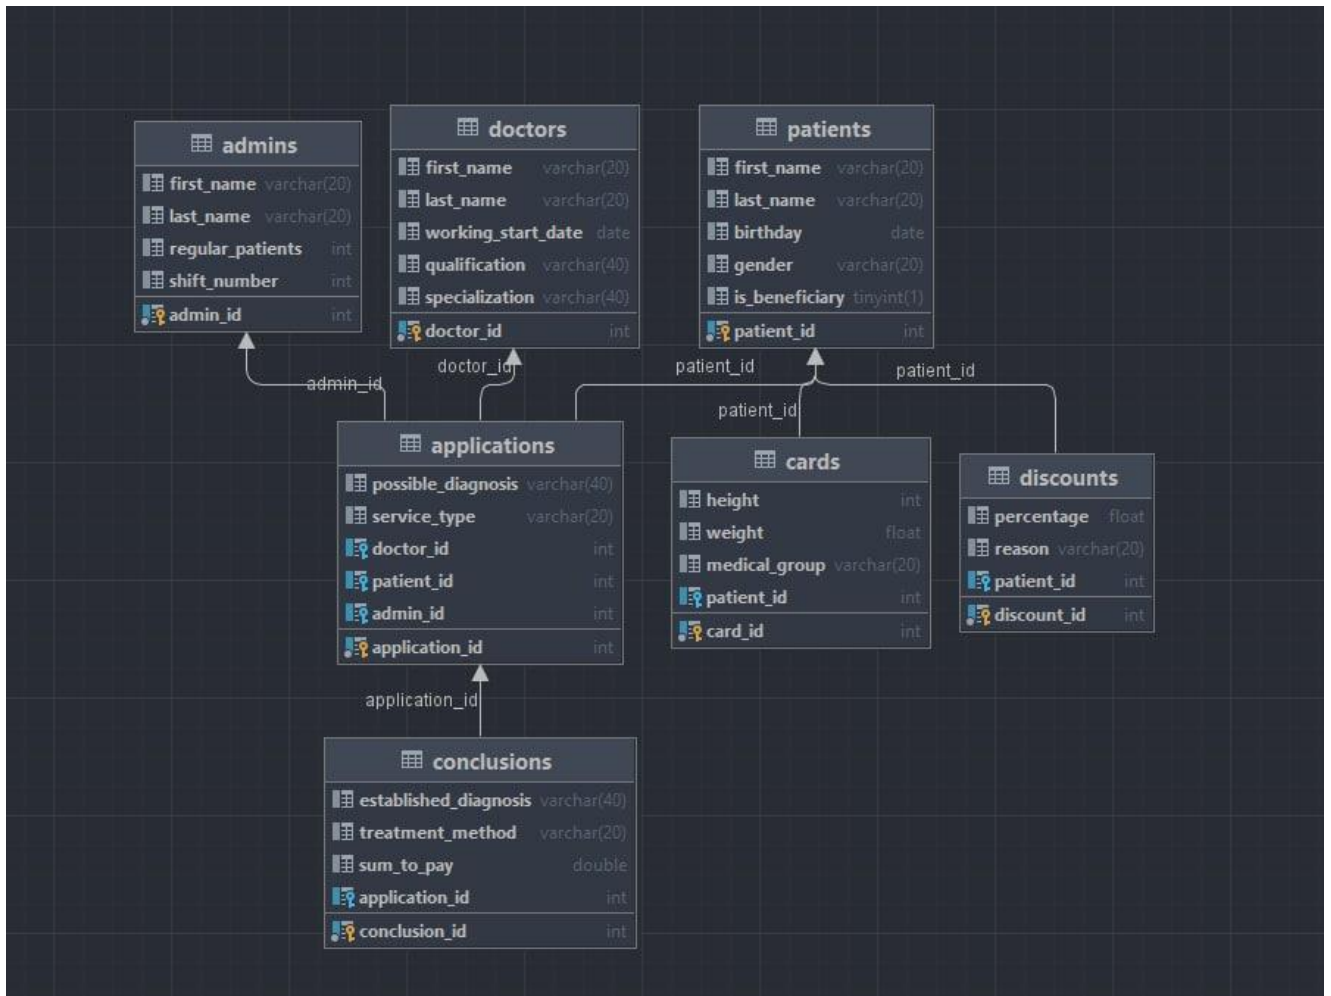 admins
first_name varchar(20)
last_name varchar(20)
regular_patients int
shift_number int
admin_id int
doctors
first_name varchar(20)
last_name varchar(20)
working_start_date date
qualification varchar(40)
specialization varchar(40)
doctor_id int
patients
first_name varchar(20)
last_name varchar(20)
birthday date
gender varchar(20)
is_beneficiary tinyint(1)
patient_id int
admin_id
doctor_id
patient_id
patient_id
patient_id
applications
possible_diagnosis varchar(40)
service_type varchar(20)
doctor_id int
patient_id int
admin_id int
application_id int
cards
height int
weight float
medical_group varchar(20)
patient_id int
card_id int
discounts
percentage float
reason varchar(20)
patient_id int
discount_id int
application_id
conclusions
established_diagnosis varchar(40)
treatment_method varchar(20)
sum_to_pay double
application_id int
conclusion_id int